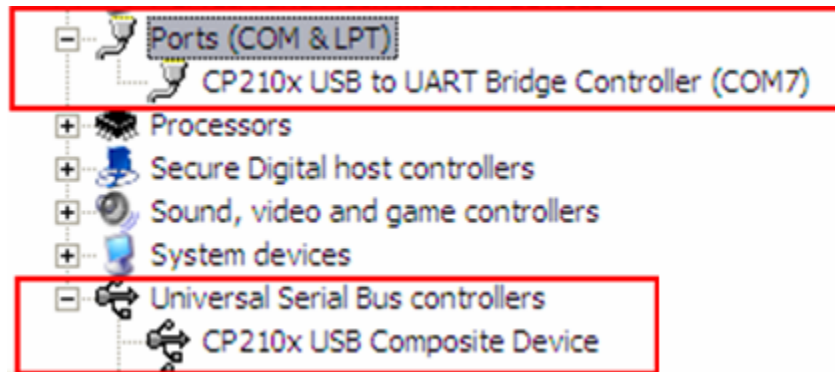 Ports (COM & LPT)
CP210x USB to UART Bridge Controller (COM7)
Processors
Secure Digital host controllers
Sound, video and game controllers
System devices
Universal Serial Bus controllers
CP210x USB Composite Device